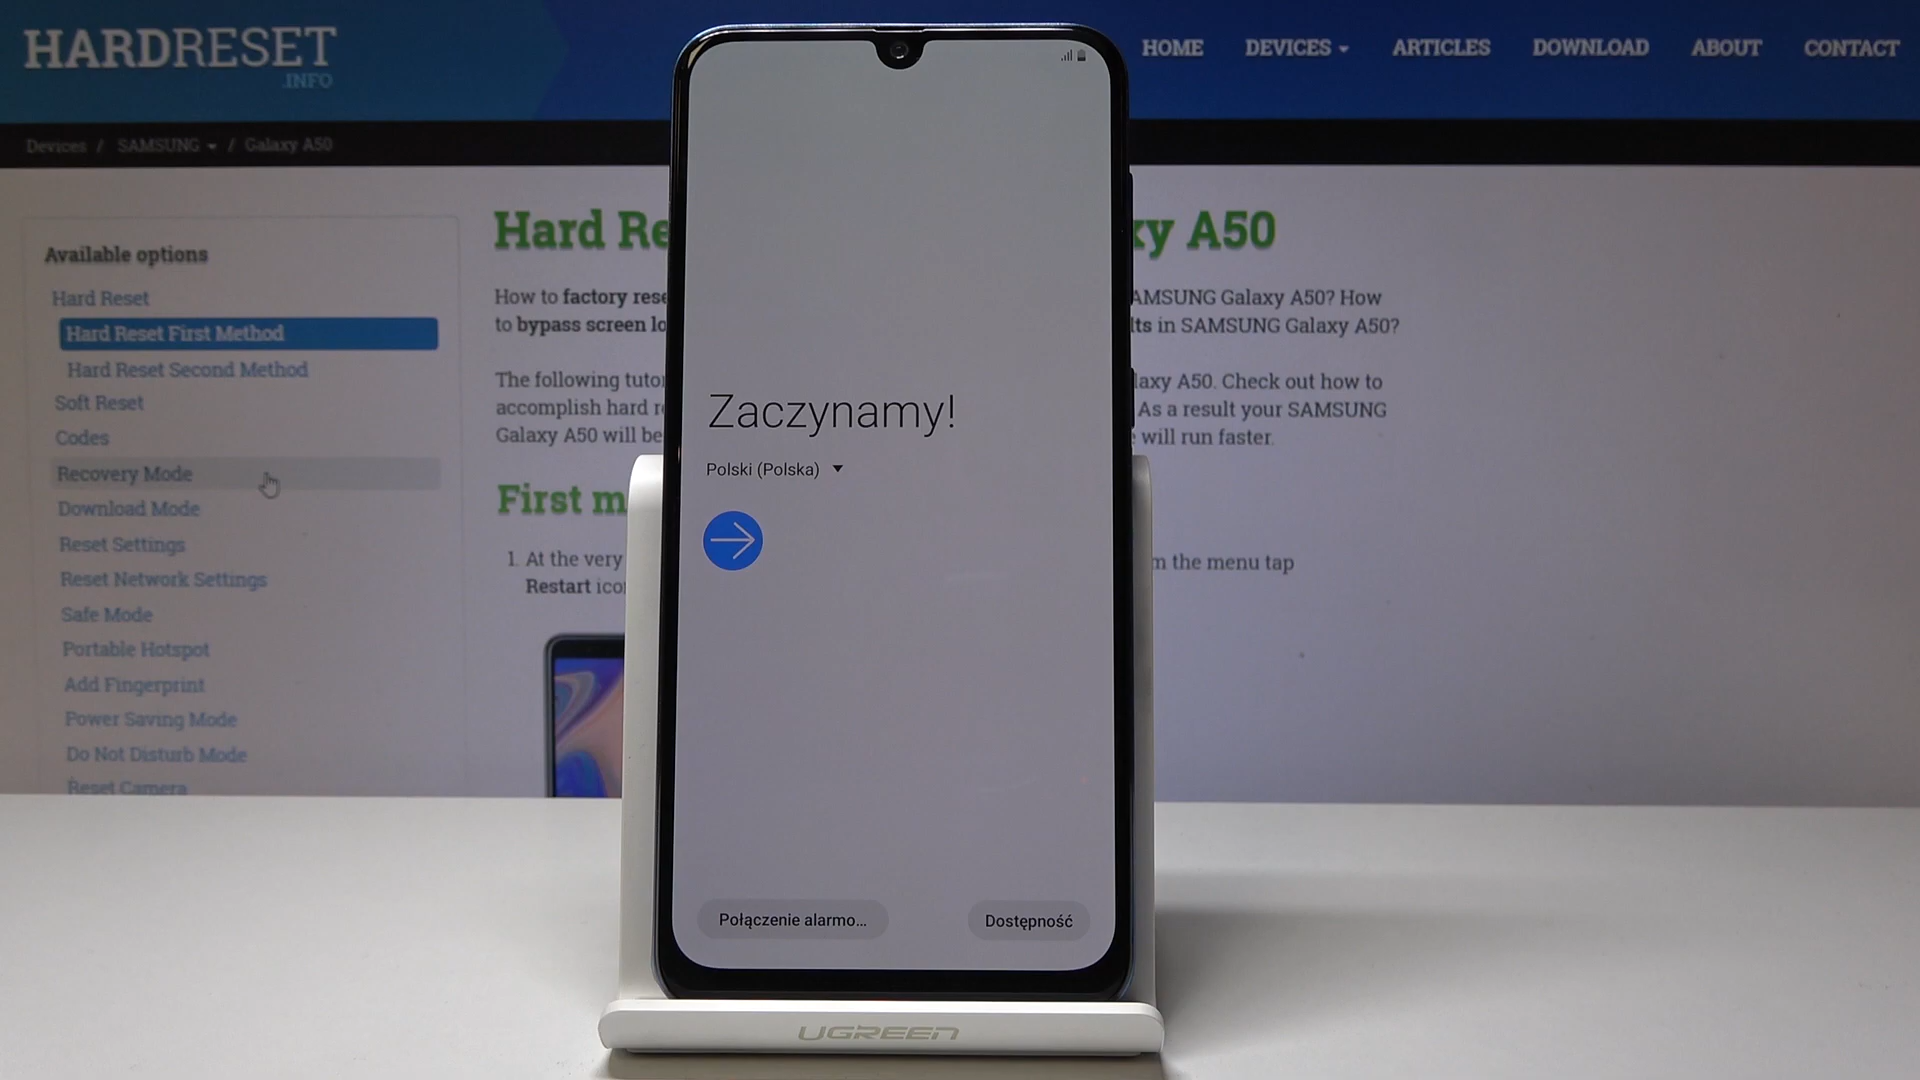 HARDRESET
.INFO
HOME DEVICES ARTICLES DOWNLOAD ABOUT CONTACT
Devices / SAMSUNG / Galaxy A50
Available options
Hard Reset
Hard Reset First Method
Hard Reset Second Method
Soft Reset
Codes
Recovery Mode
Download Mode
Reset Settings
Reset Network Settings
Safe Mode
Portable Hotspot
Add Fingerprint
Power Saving Mode
Do Not Disturb Mode
Reset Camera
Hard Re xy A50
How to factory rese AMSUNG Galaxy A50? How
to bypass screen lo lts in SAMSUNG Galaxy A50?
The following tutor laxy A50. Check out how to
accomplish hard r As a result your SAMSUNG
Galaxy A50 will be will run faster.
First m
1. At the very m the menu tap
Restart ico
Zaczynamy!
Polski (Polska)
Połączenie alarmo...
Dostępność
UGREEN